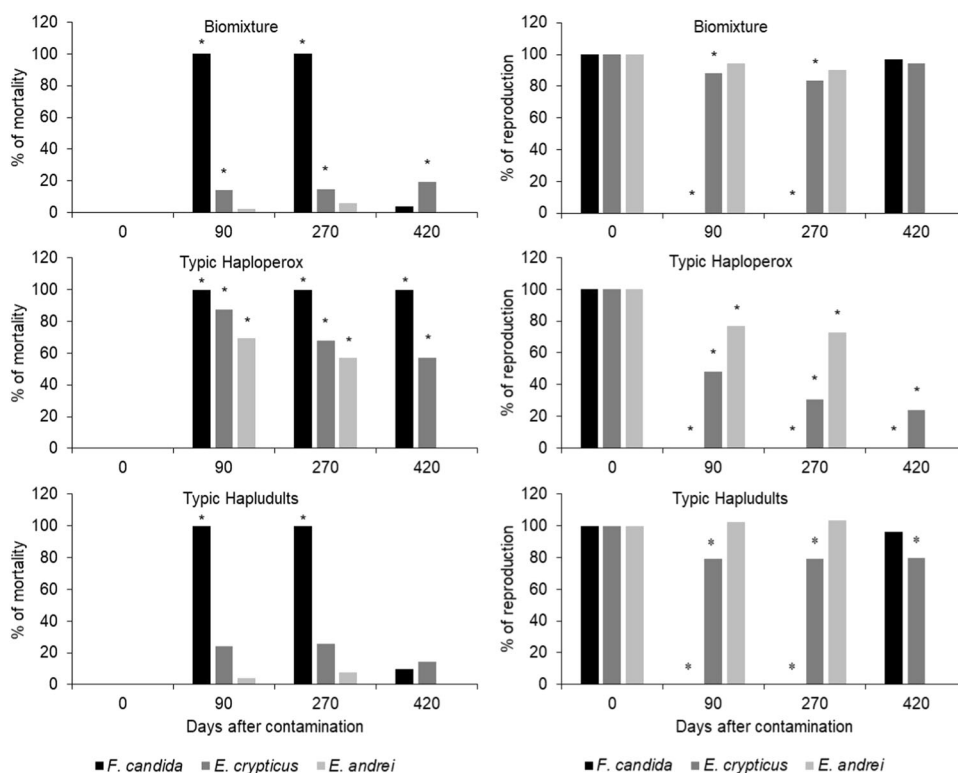 Biomixture
% of mortality
120
100
80
60
40
20
0
* * * * *
0 90 270 420
Biomixture
% of reproduction
120
100
80
60
40
20
0
* * * *
0 90 270 420
Typic Haploperox
% of mortality
120
100
80
60
40
20
0
* * * * * * * *
0 90 270 420
Typic Haploperox
% of reproduction
120
100
80
60
40
20
0
* * * * * * * *
0 90 270 420
Typic Hapludults
% of mortality
120
100
80
60
40
20
0
* *
0 90 270 420
Days after contamination
Typic Hapludults
% of reproduction
120
100
80
60
40
20
0
* * * * *
0 90 270 420
Days after contamination
F. candida E. crypticus E. andrei
F. candida E. crypticus E. andrei